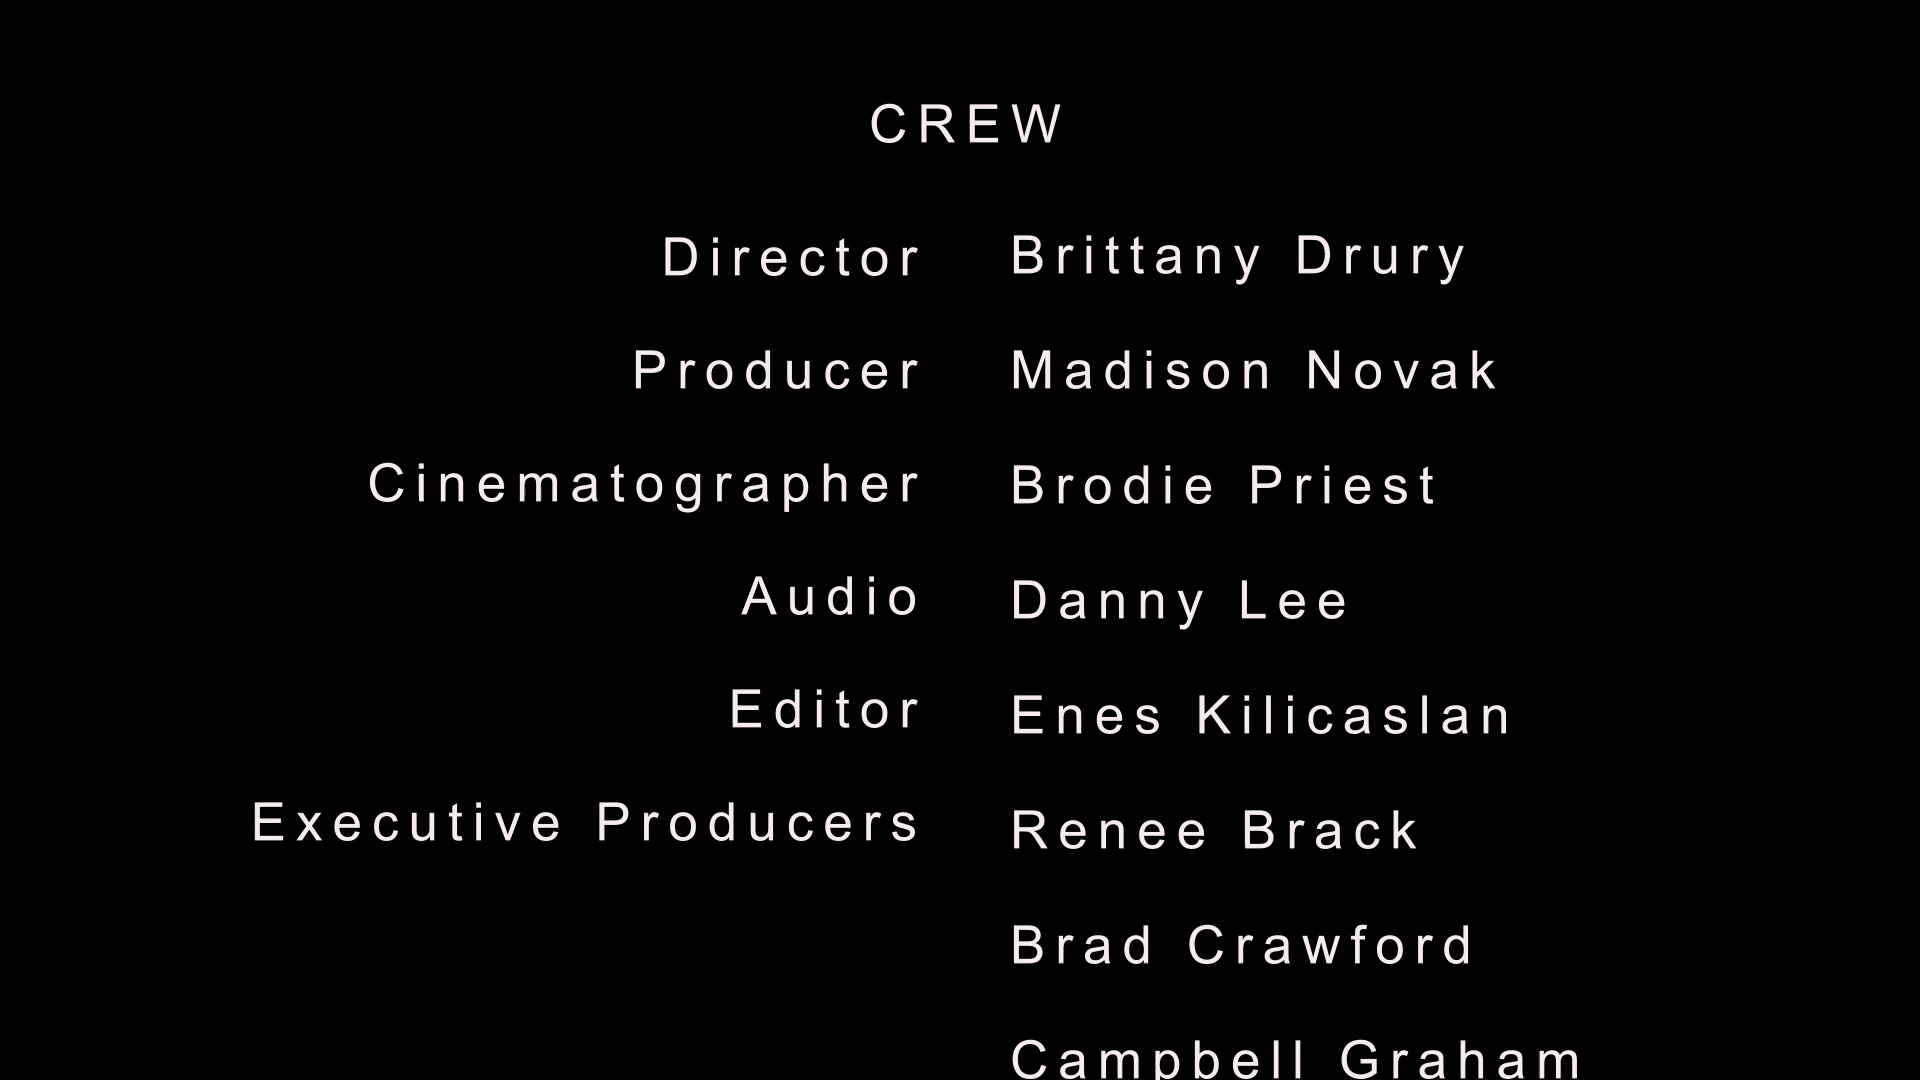 CREW
Director Brittany Drury
Producer Madison Novak
Cinematographer Brodie Priest
Audio Danny Lee
Editor Enes Kilicaslan
Executive Producers Renee Brack
Brad Crawford
Campbell Graham